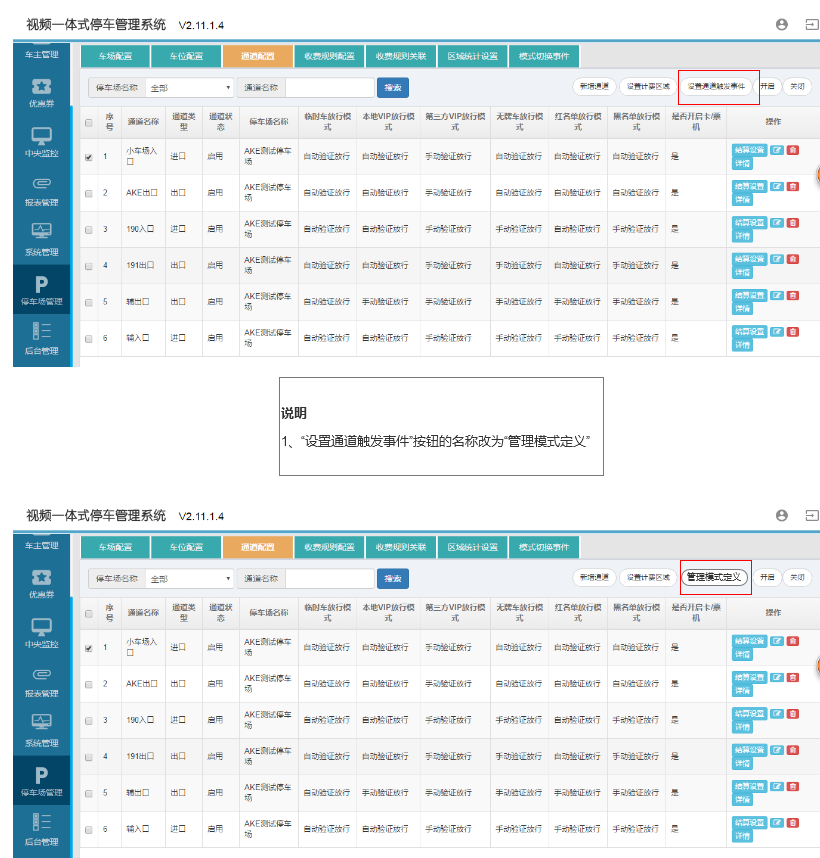 视频一体式停车管理系统 V2.11.1.4
车主管理 车场配置 车位配置 通道配置 收费规则配置 收费规则关联 区域统计设置 模式切换事件
优惠券 停车场名称 全部 通道名称 搜索 新增通道 设置计费区域 设置通道触发事件 开启 关闭
序号 通道名称 通道类型 通道状态 停车场名称 临时车放行模式 本地VIP放行模式 第三方VIP放行模式 无牌车放行模式 红名单放行模式 黑名单放行模式 是否开启卡/票机 操作
中央监控
1 小车场入口 进口 启用 AKE测试停车场 自动验证放行 自动验证放行 手动验证放行 自动验证放行 自动验证放行 自动验证放行 是 结算设置 详情
报表管理
2 AKE出口 出口 启用 AKE测试停车场 自动验证放行 自动验证放行 手动验证放行 自动验证放行 自动验证放行 自动验证放行 是 结算设置 详情
系统管理
3 190入口 进口 启用 AKE测试停车场 自动验证放行 自动验证放行 手动验证放行 手动验证放行 自动验证放行 手动验证放行 是 结算设置 详情
4 191出口 出口 启用 AKE测试停车场 自动验证放行 自动验证放行 手动验证放行 手动验证放行 自动验证放行 手动验证放行 是 结算设置 详情
停车场管理
5 辅出口 出口 启用 AKE测试停车场 自动验证放行 手动验证放行 手动验证放行 手动验证放行 手动验证放行 手动验证放行 是 结算设置 详情
后台管理
6 辅入口 进口 启用 AKE测试停车场 自动验证放行 自动验证放行 手动验证放行 手动验证放行 手动验证放行 手动验证放行 是 结算设置 详情
说明
1、“设置通道触发事件”按钮的名称改为“管理模式定义”
视频一体式停车管理系统 V2.11.1.4
车主管理 车场配置 车位配置 通道配置 收费规则配置 收费规则关联 区域统计设置 模式切换事件
优惠券 停车场名称 全部 通道名称 搜索 新增通道 设置计费区域 管理模式定义 开启 关闭
序号 通道名称 通道类型 通道状态 停车场名称 临时车放行模式 本地VIP放行模式 第三方VIP放行模式 无牌车放行模式 红名单放行模式 黑名单放行模式 是否开启卡/票机 操作
中央监控
1 小车场入口 进口 启用 AKE测试停车场 自动验证放行 自动验证放行 手动验证放行 自动验证放行 自动验证放行 自动验证放行 是 结算设置 详情
报表管理
2 AKE出口 出口 启用 AKE测试停车场 自动验证放行 自动验证放行 手动验证放行 自动验证放行 自动验证放行 自动验证放行 是 结算设置 详情
系统管理
3 190入口 进口 启用 AKE测试停车场 自动验证放行 自动验证放行 手动验证放行 手动验证放行 自动验证放行 手动验证放行 是 结算设置 详情
4 191出口 出口 启用 AKE测试停车场 自动验证放行 自动验证放行 手动验证放行 手动验证放行 自动验证放行 手动验证放行 是 结算设置 详情
停车场管理
5 辅出口 出口 启用 AKE测试停车场 自动验证放行 手动验证放行 手动验证放行 手动验证放行 手动验证放行 手动验证放行 是 结算设置 详情
后台管理
6 辅入口 进口 启用 AKE测试停车场 自动验证放行 自动验证放行 手动验证放行 手动验证放行 手动验证放行 手动验证放行 是 结算设置 详情